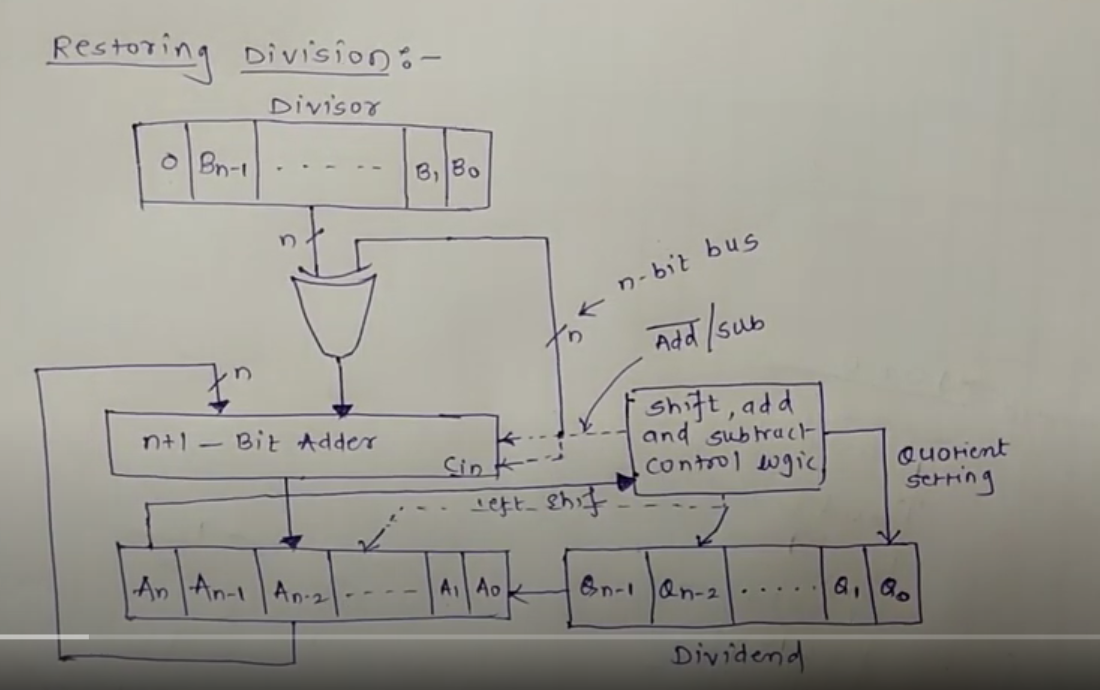 Restoring Division:-
Divisor
0 Bn-1 ------ B1 B0
n
n-bit bus
n
Add/sub
n
n+1 - Bit Adder
Cin
shift, add
and subtract
control logic
Quotient
setting
left shift
An An-1 An-2 ---- A1 A0
Qn-1 Qn-2 ..... Q1 Q0
Dividend